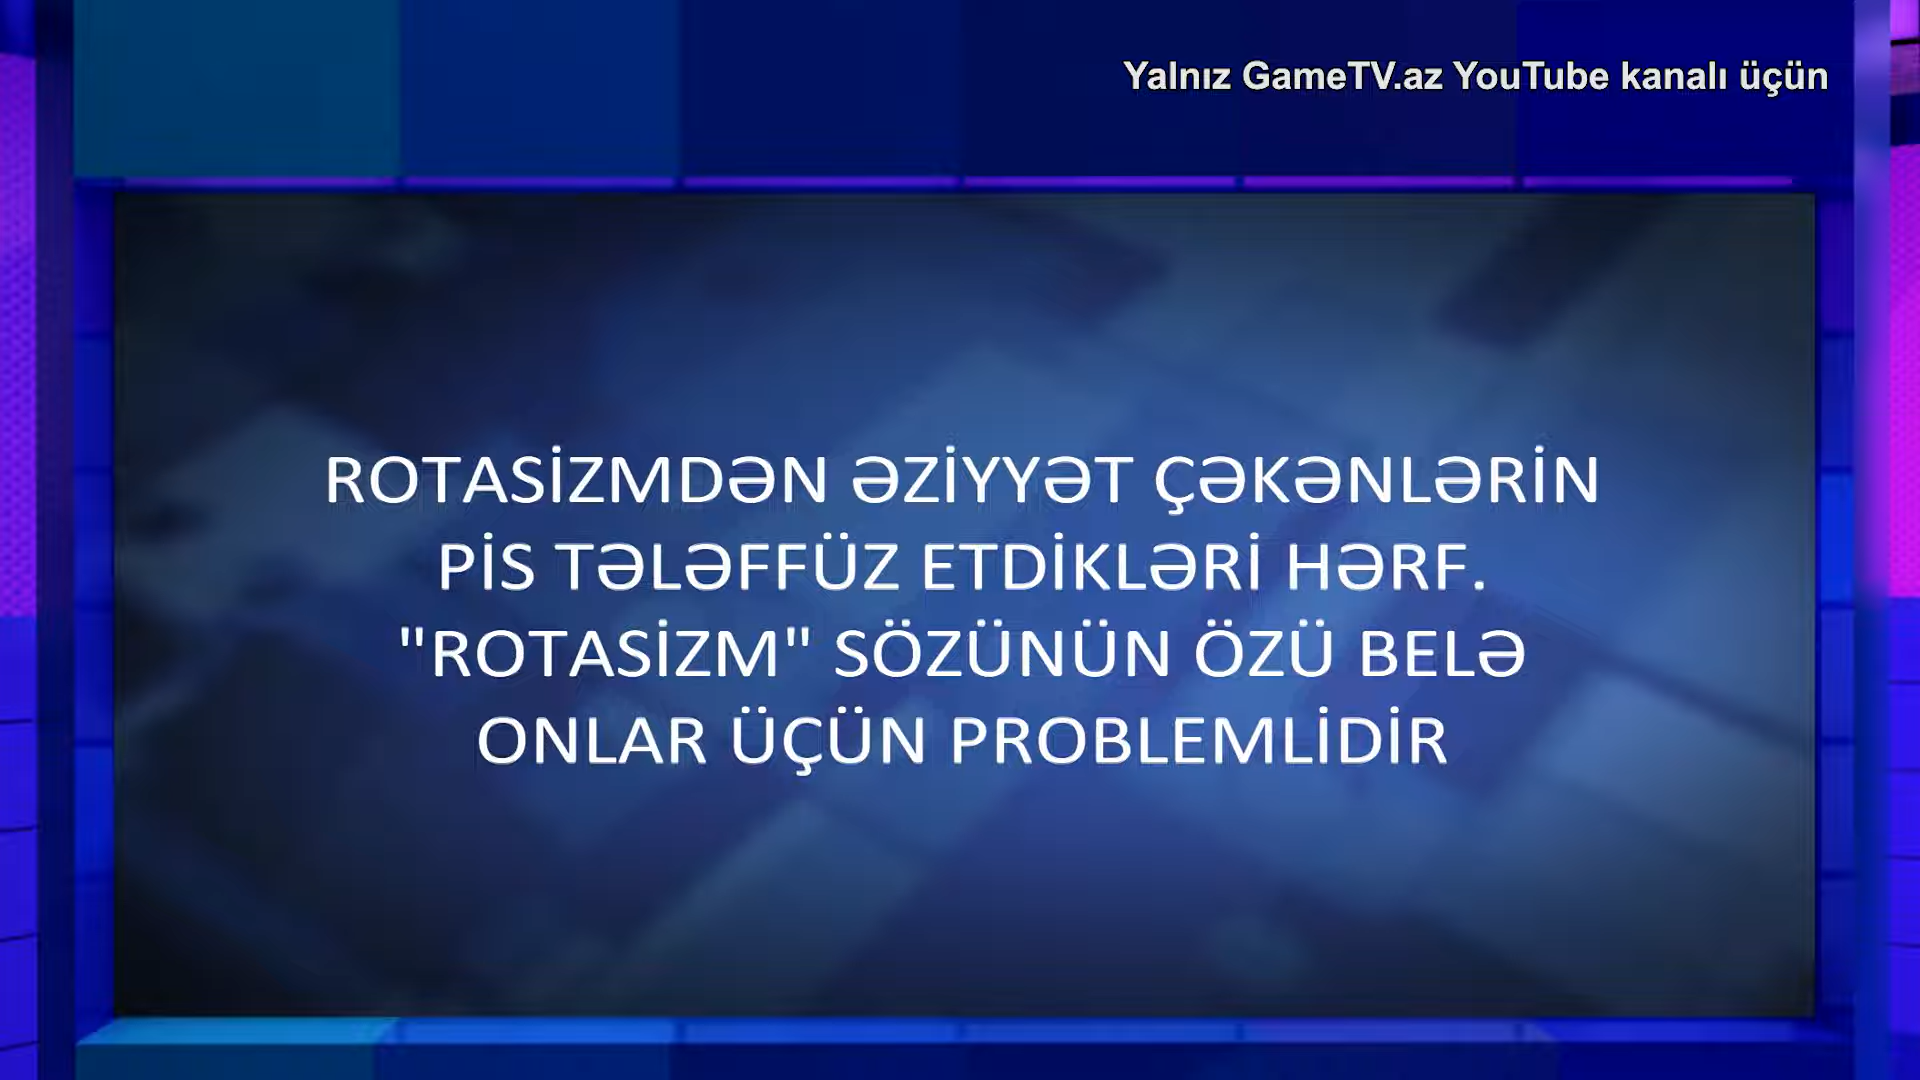 Yalnız GameTV.az YouTube kanalı üçün
ROTASİZMDƏN ƏZİYYƏT ÇƏKƏNLƏRİN
PİS TƏLƏFFÜZ ETDİKLƏRİ HƏRF.
"ROTASİZM" SÖZÜNÜN ÖZÜ BELƏ
ONLAR ÜÇÜN PROBLEMLİDİR